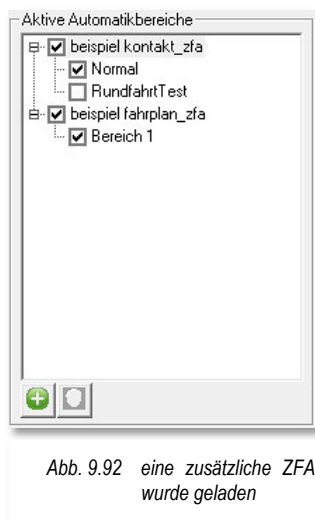 Aktive Automatikbereiche
beispiel kontakt_zfa
Normal
RundfahrtTest
beispiel fahrplan_zfa
Bereich 1
Abb. 9.92 eine zusätzliche ZFA
wurde geladen